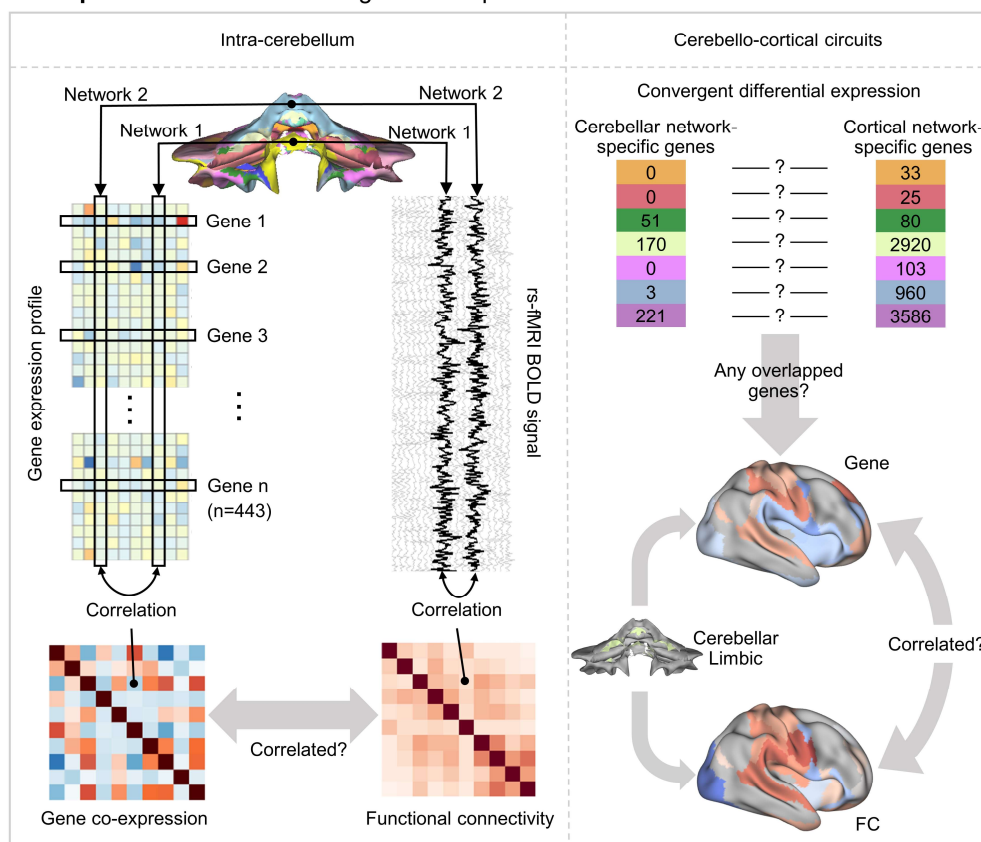 Intra-cerebellum
Cerebello-cortical circuits
Network 2
Network 2
Network 1
Network 1
Gene expression profile
Gene 1
Gene 2
Gene 3
Gene n
(n=443)
rs-fMRI BOLD signal
Correlation
Correlation
Correlated?
Gene co-expression
Functional connectivity
Convergent differential expression
Cerebellar network-
specific genes
Cortical network-
specific genes
0 ? 33
0 ? 25
51 ? 80
170 ? 2920
0 ? 103
3 ? 960
221 ? 3586
Any overlapped
genes?
Gene
Cerebellar
Limbic
Correlated?
FC